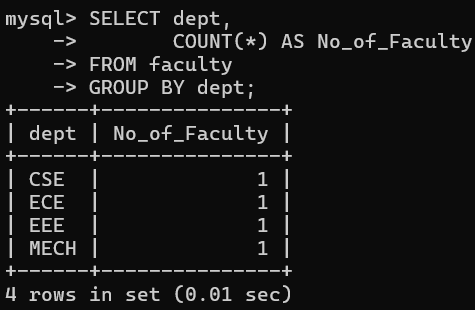 mysql> SELECT dept,
    ->        COUNT(*) AS No_of_Faculty
    -> FROM faculty
    -> GROUP BY dept;
+------+---------------+
| dept | No_of_Faculty |
+------+---------------+
| CSE  |             1 |
| ECE  |             1 |
| EEE  |             1 |
| MECH |             1 |
+------+---------------+
4 rows in set (0.01 sec)